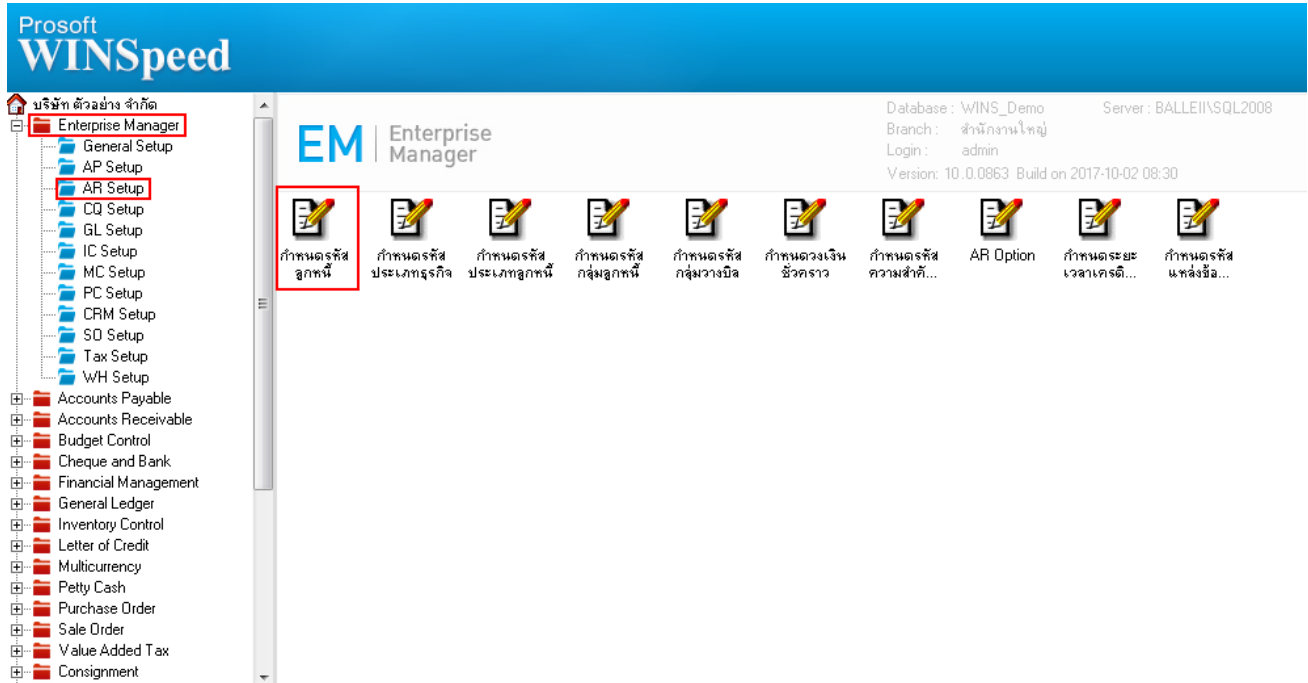 Prosoft
WINSpeed
บริษัท ตัวอย่าง จำกัด
Enterprise Manager
General Setup
AP Setup
AR Setup
CQ Setup
GL Setup
IC Setup
MC Setup
PC Setup
CRM Setup
SO Setup
Tax Setup
WH Setup
Accounts Payable
Accounts Receivable
Budget Control
Cheque and Bank
Financial Management
General Ledger
Inventory Control
Letter of Credit
Multicurrency
Petty Cash
Purchase Order
Sale Order
Value Added Tax
Consignment
EM Enterprise
Manager
Database : WINS_Demo Server : BALLEII\SQL2008
Branch : สำนักงานใหญ่
Login : admin
Version: 10.0.0863 Build on 2017-10-02 08:30
กำหนดรหัส
ลูกหนี้
กำหนดรหัส
ประเภทธุรกิจ
กำหนดรหัส
ประเภทลูกหนี้
กำหนดรหัส
กลุ่มลูกหนี้
กำหนดรหัส
กลุ่มวางบิล
กำหนดวงเงิน
ชั่วคราว
กำหนดรหัส
ความสำคั...
AR Option
กำหนดระยะ
เวลาเครดิ...
กำหนดรหัส
แหล่งข้อ...